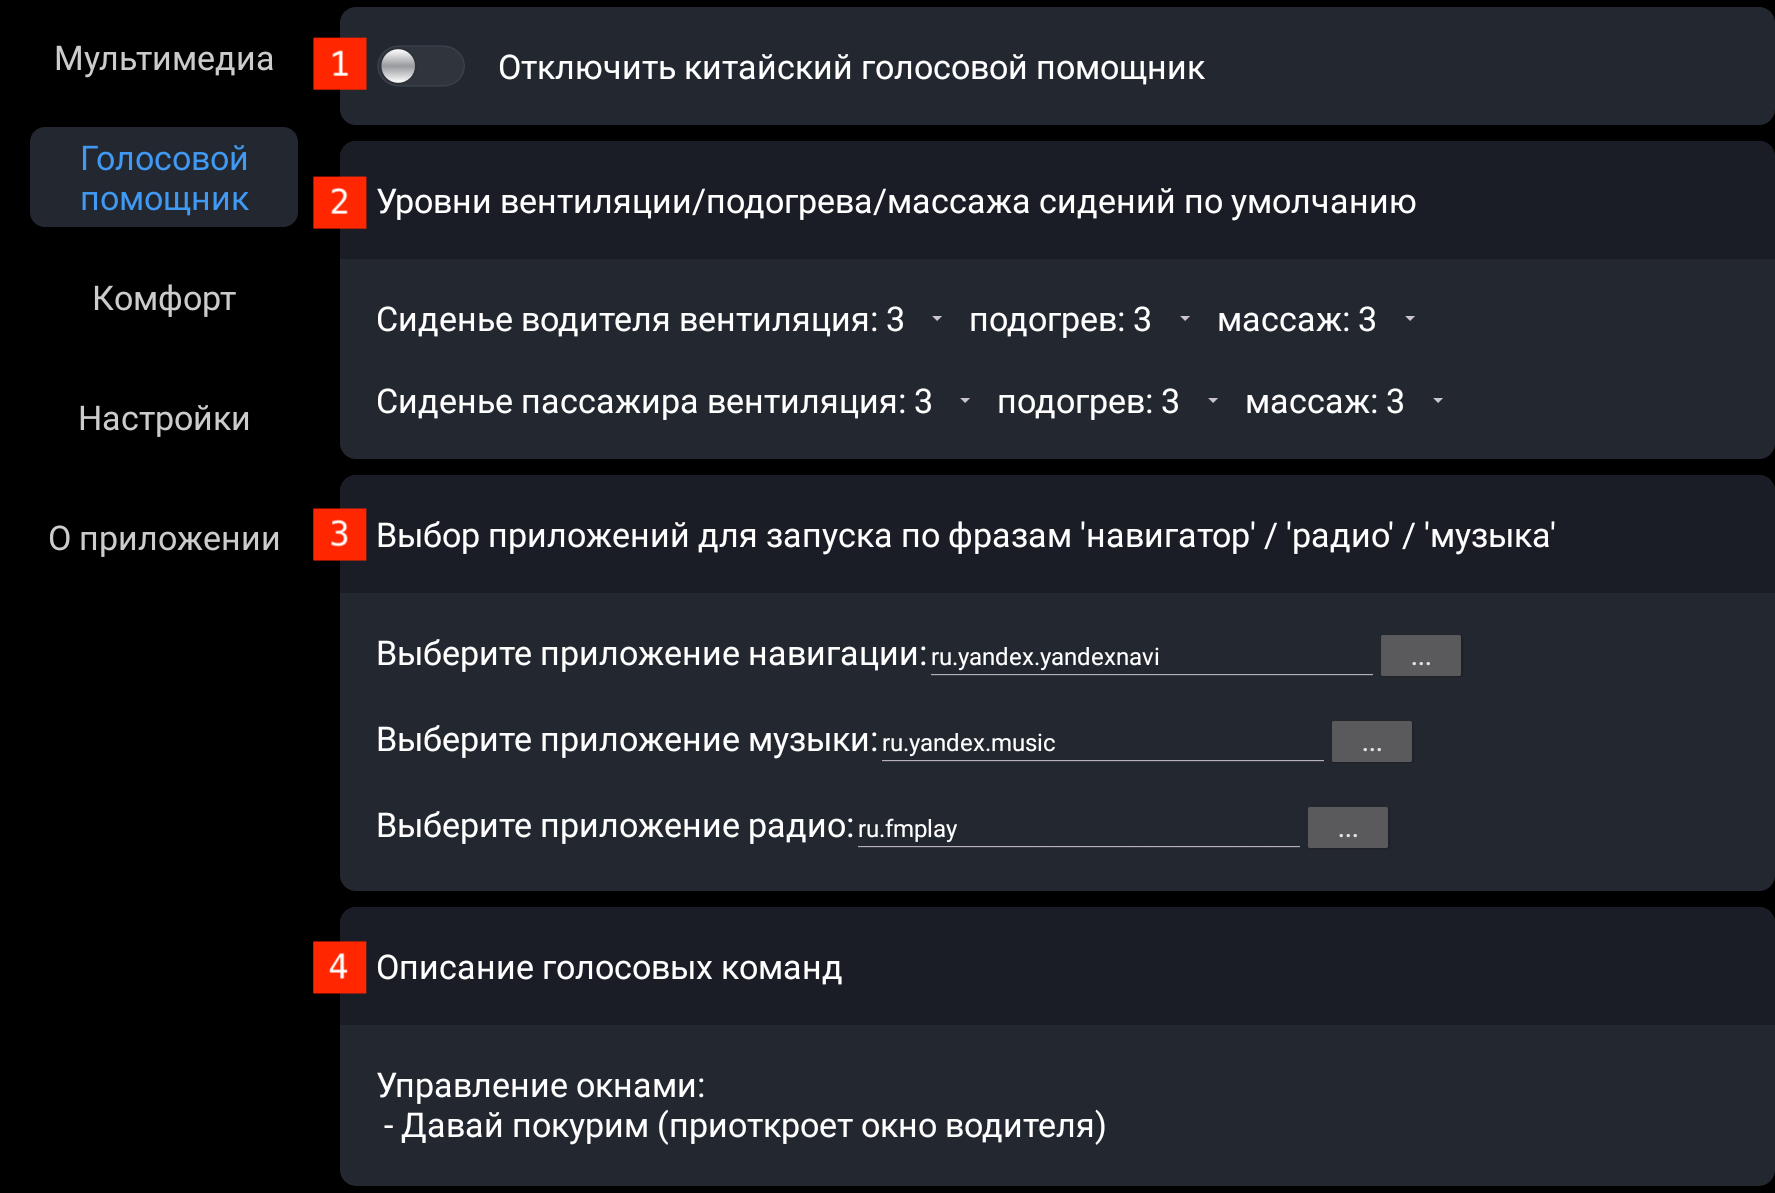 Мультимедиа
Голосовой
помощник
Комфорт
Настройки
О приложении
1 Отключить китайский голосовой помощник
2 Уровни вентиляции/подогрева/массажа сидений по умолчанию
Сиденье водителя вентиляция: 3 подогрев: 3 массаж: 3
Сиденье пассажира вентиляция: 3 подогрев: 3 массаж: 3
3 Выбор приложений для запуска по фразам 'навигатор' / 'радио' / 'музыка'
Выберите приложение навигации: ru.yandex.yandexnavi ...
Выберите приложение музыки: ru.yandex.music ...
Выберите приложение радио: ru.fmplay ...
4 Описание голосовых команд
Управление окнами:
- Давай покурим (приоткроет окно водителя)